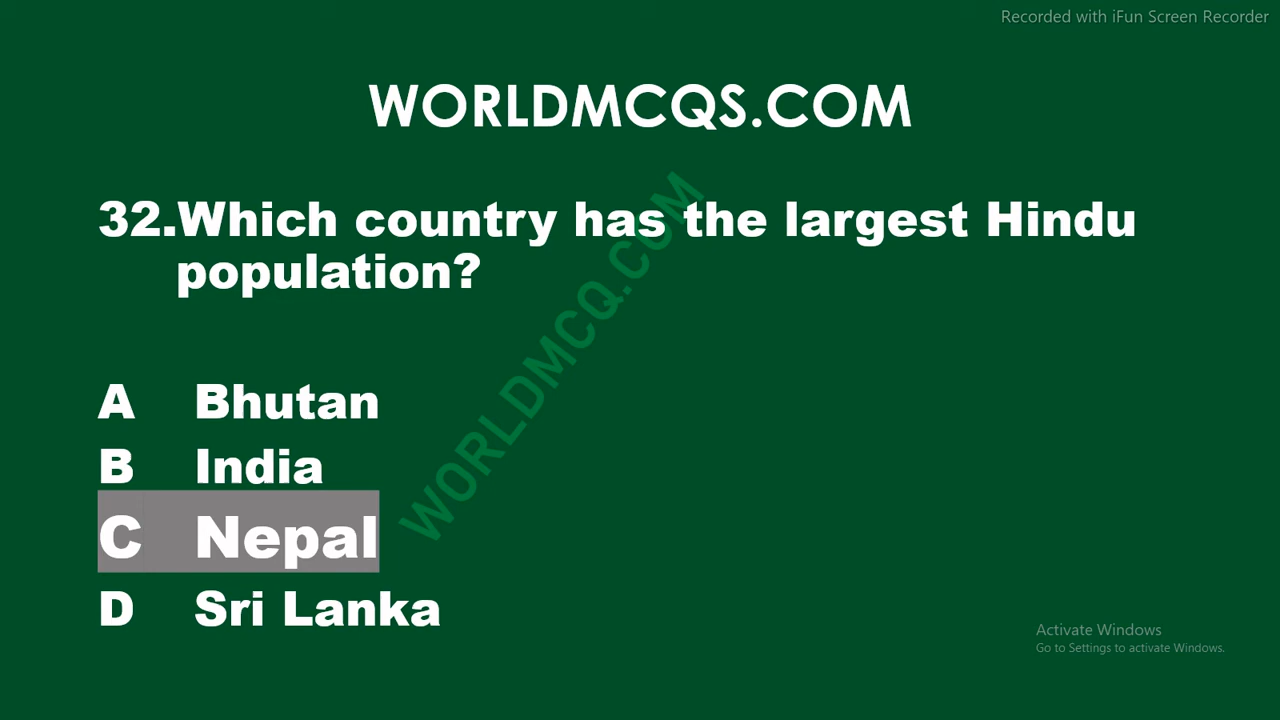 Recorded with iFun Screen Recorder
WORLDMCQS.COM
32.Which country has the largest Hindu
population?
WORLDMCQ.COM
A Bhutan
B India
C Nepal
D Sri Lanka
Activate Windows
Go to Settings to activate Windows.